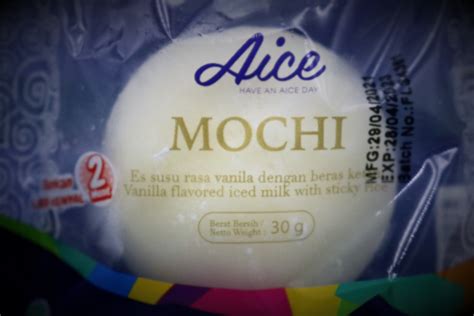 Aice
HAVE AN AICE DAY
MOCHI
Es susu rasa vanila dengan beras
Vanilla flavored iced milk with sticky rice
Berat Bersih /
Netto Weight :
30 g
2
MFG:29/04/2021
EXP:28/04/2023
Batch No.: